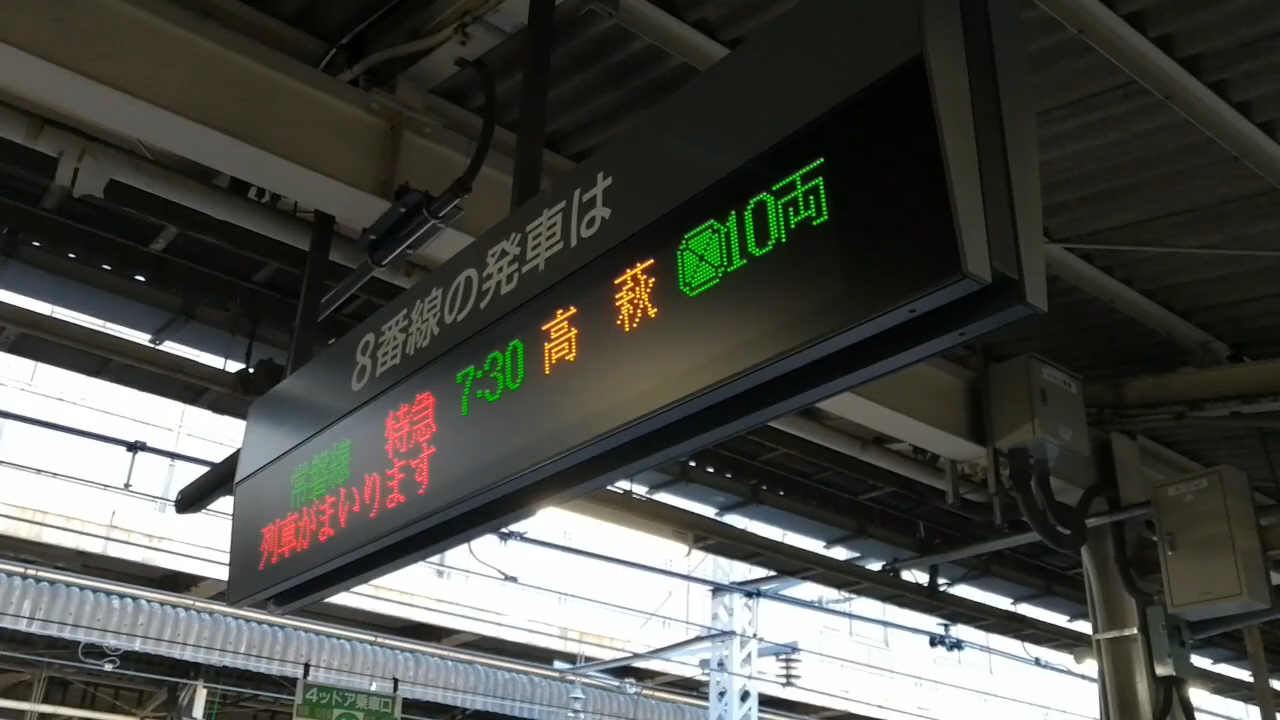 8番線の発車は
常磐線 特急 7:30 高萩 10両
列車がまいります
4ッドア乗車口